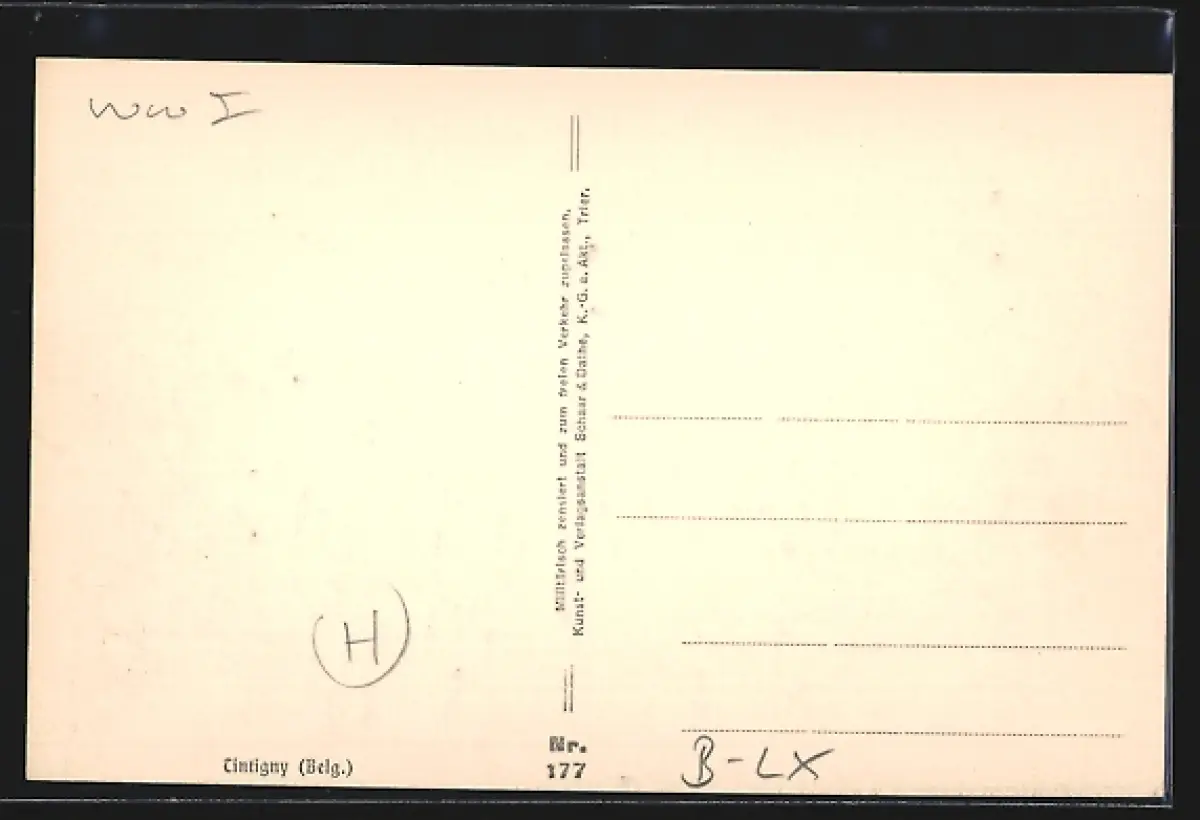 WW I
Militärisch zensiert und zum freien Verkehr zugelassen.
Kunst- und Verlagsanstalt Schaar & Dathe, K.-G. a. Akt., Trier.
H
Tintigny (Belg.)
Nr.
177
B-LX